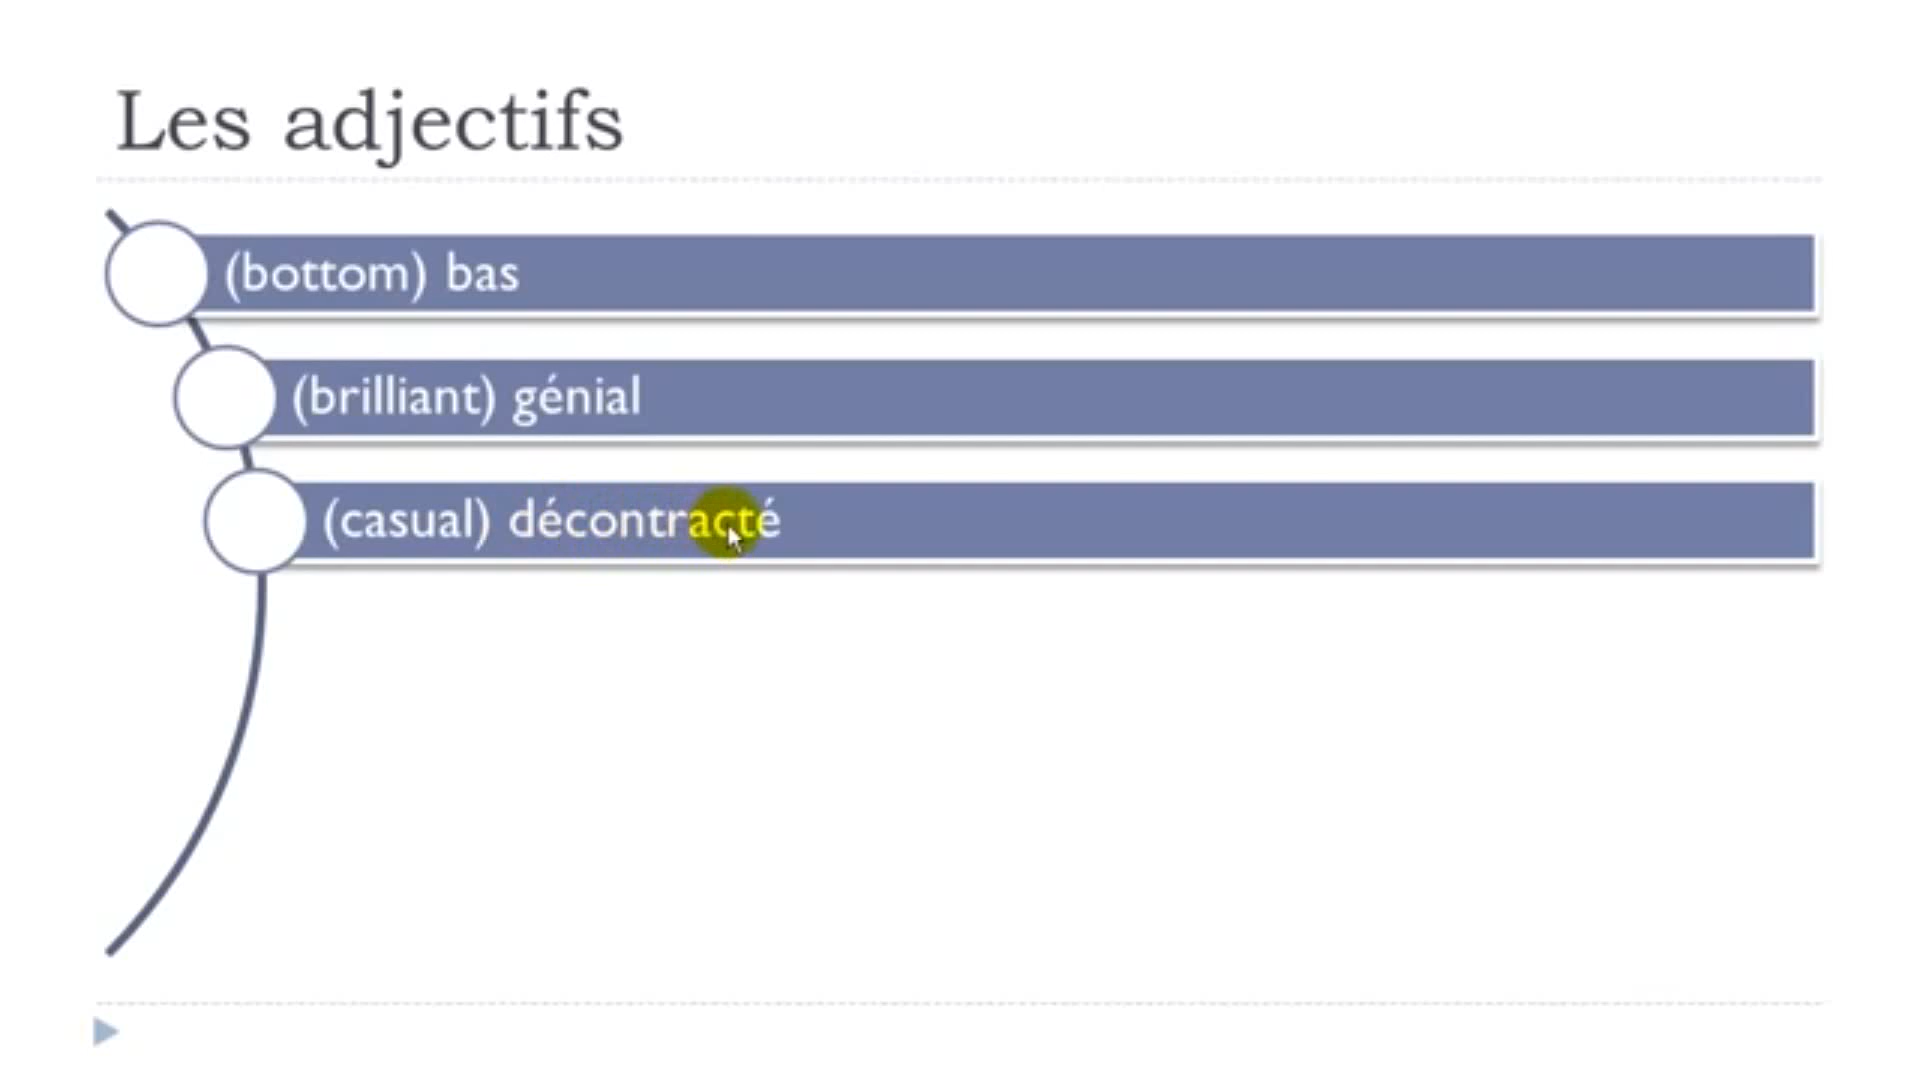 Les adjectifs
(bottom) bas
(brilliant) génial
(casual) décontracté